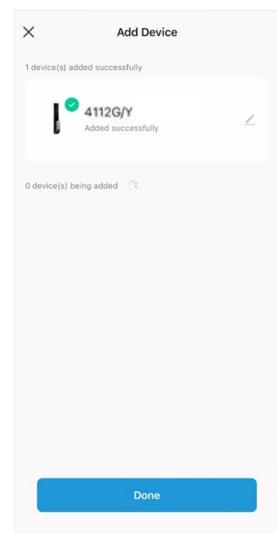 Add Device
1 device(s) added successfully
4112G/Y
Added successfully
0 device(s) being added
Done